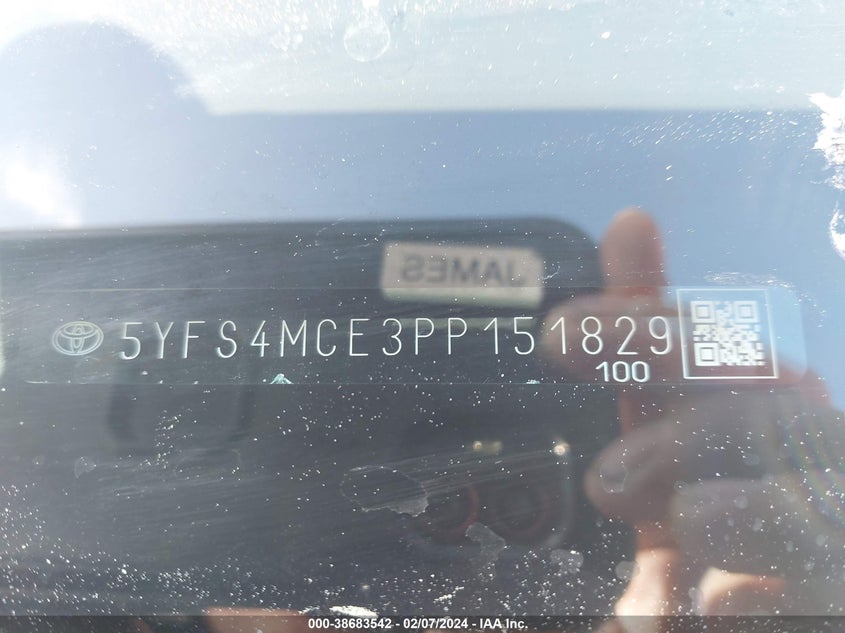 JAMES
5YFS4MCE3PP151829
100
000-38683542 - 02/07/2024 - IAA Inc.